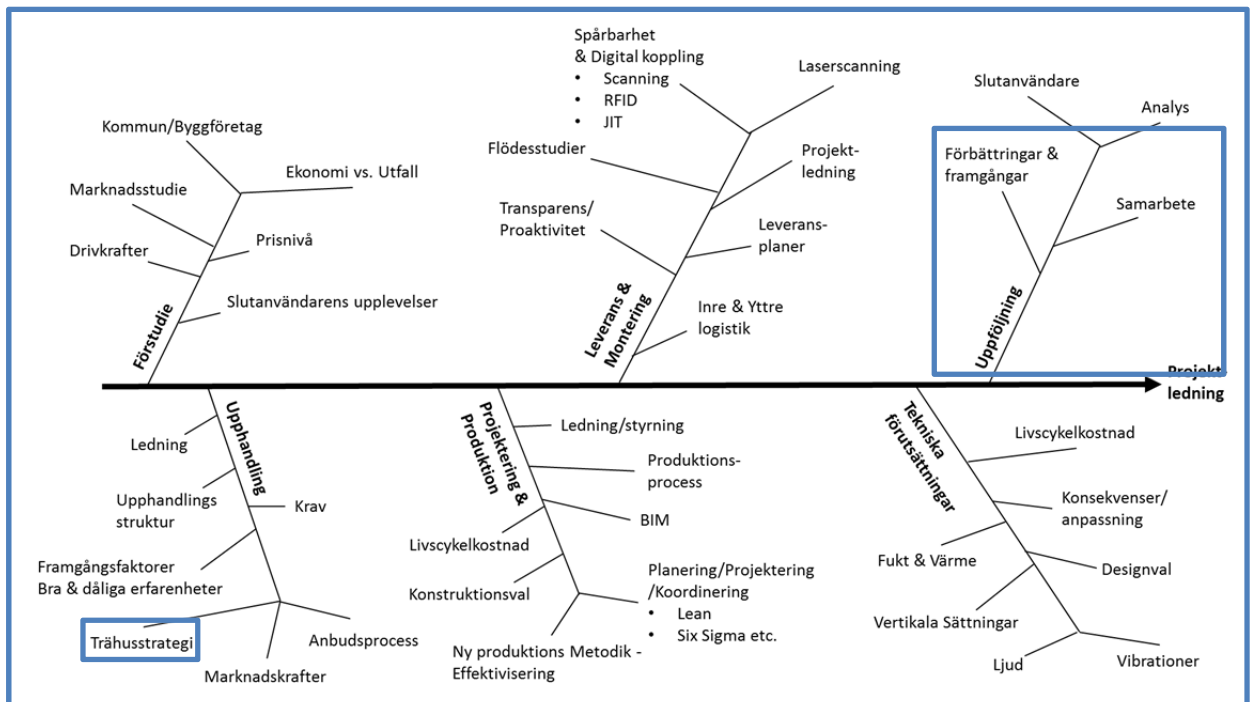 Spårbarhet
& Digital koppling
• Scanning
• RFID
• JIT
Laserscanning
Slutanvändare
Analys
Kommun/Byggföretag
Ekonomi vs. Utfall
Flödesstudier
Projekt-
ledning
Förbättringar &
framgångar
Marknadsstudie
Transparens/
Proaktivitet
Samarbete
Drivkrafter
Prisnivå
Leverans-
planer
Slutanvändarens upplevelser
Inre & Yttre
logistik
Förstudie
Leverans &
Montering
Uppföljning
Projekt
ledning
Upphandling
Projektering &
Produktion
Tekniska
förutsättningar
Ledning
Ledning/styrning
Livscykelkostnad
Upphandlings
struktur
Krav
Produktions-
process
BIM
Konsekvenser/
anpassning
Livscykelkostnad
Fukt & Värme
Framgångsfaktorer
Bra & dåliga erfarenheter
Konstruktionsval
Planering/Projektering
/Koordinering
• Lean
• Six Sigma etc.
Designval
Trähusstrategi
Anbudsprocess
Vertikala Sättningar
Marknadskrafter
Ny produktions Metodik -
Effektivisering
Ljud
Vibrationer